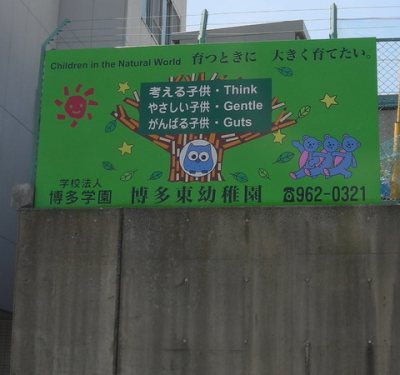 Children in the Natural World 育つときに 大きく育てたい。
考える子供・Think
やさしい子供・Gentle
がんばる子供・Guts
学校法人
博多学園 博多東幼稚園 ☎962-0321